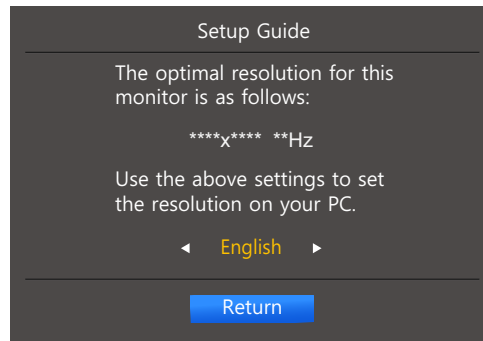 Setup Guide
The optimal resolution for this
monitor is as follows:
****x**** **Hz
Use the above settings to set
the resolution on your PC.
English
Return